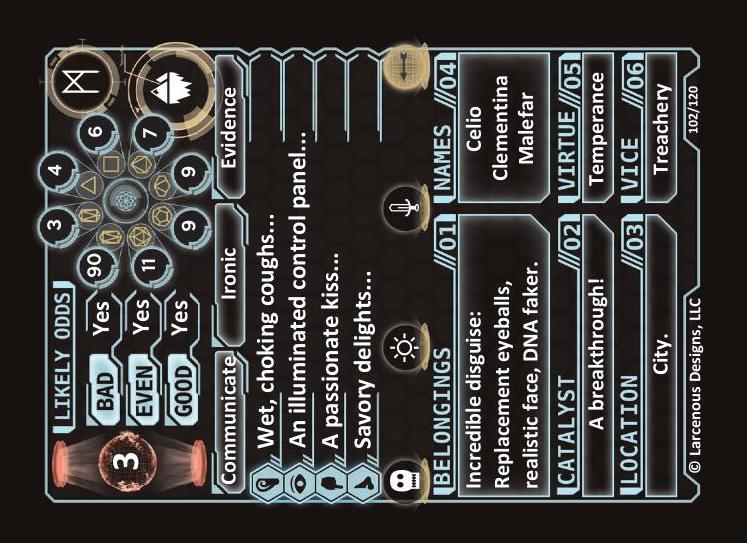 3
LIKELY ODDS
BAD Yes
EVEN Yes
GOOD Yes
3
4
6
7
9
9
11
90
Communicate
Ironic
Evidence
Wet, choking coughs...
An illuminated control panel...
A passionate kiss...
Savory delights...
BELONGINGS //01
Incredible disguise:
Replacement eyeballs,
realistic face, DNA faker.
NAMES //04
Celio
Clementina
Malefar
CATALYST //02
A breakthrough!
VIRTUE //05
Temperance
LOCATION //03
City.
VICE //06
Treachery
© Larcenous Designs, LLC
102/120